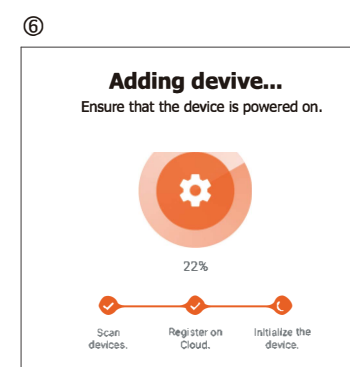 ⑥
Adding devive...
Ensure that the device is powered on.
22%
Scan devices.
Register on Cloud.
Initialize the device.